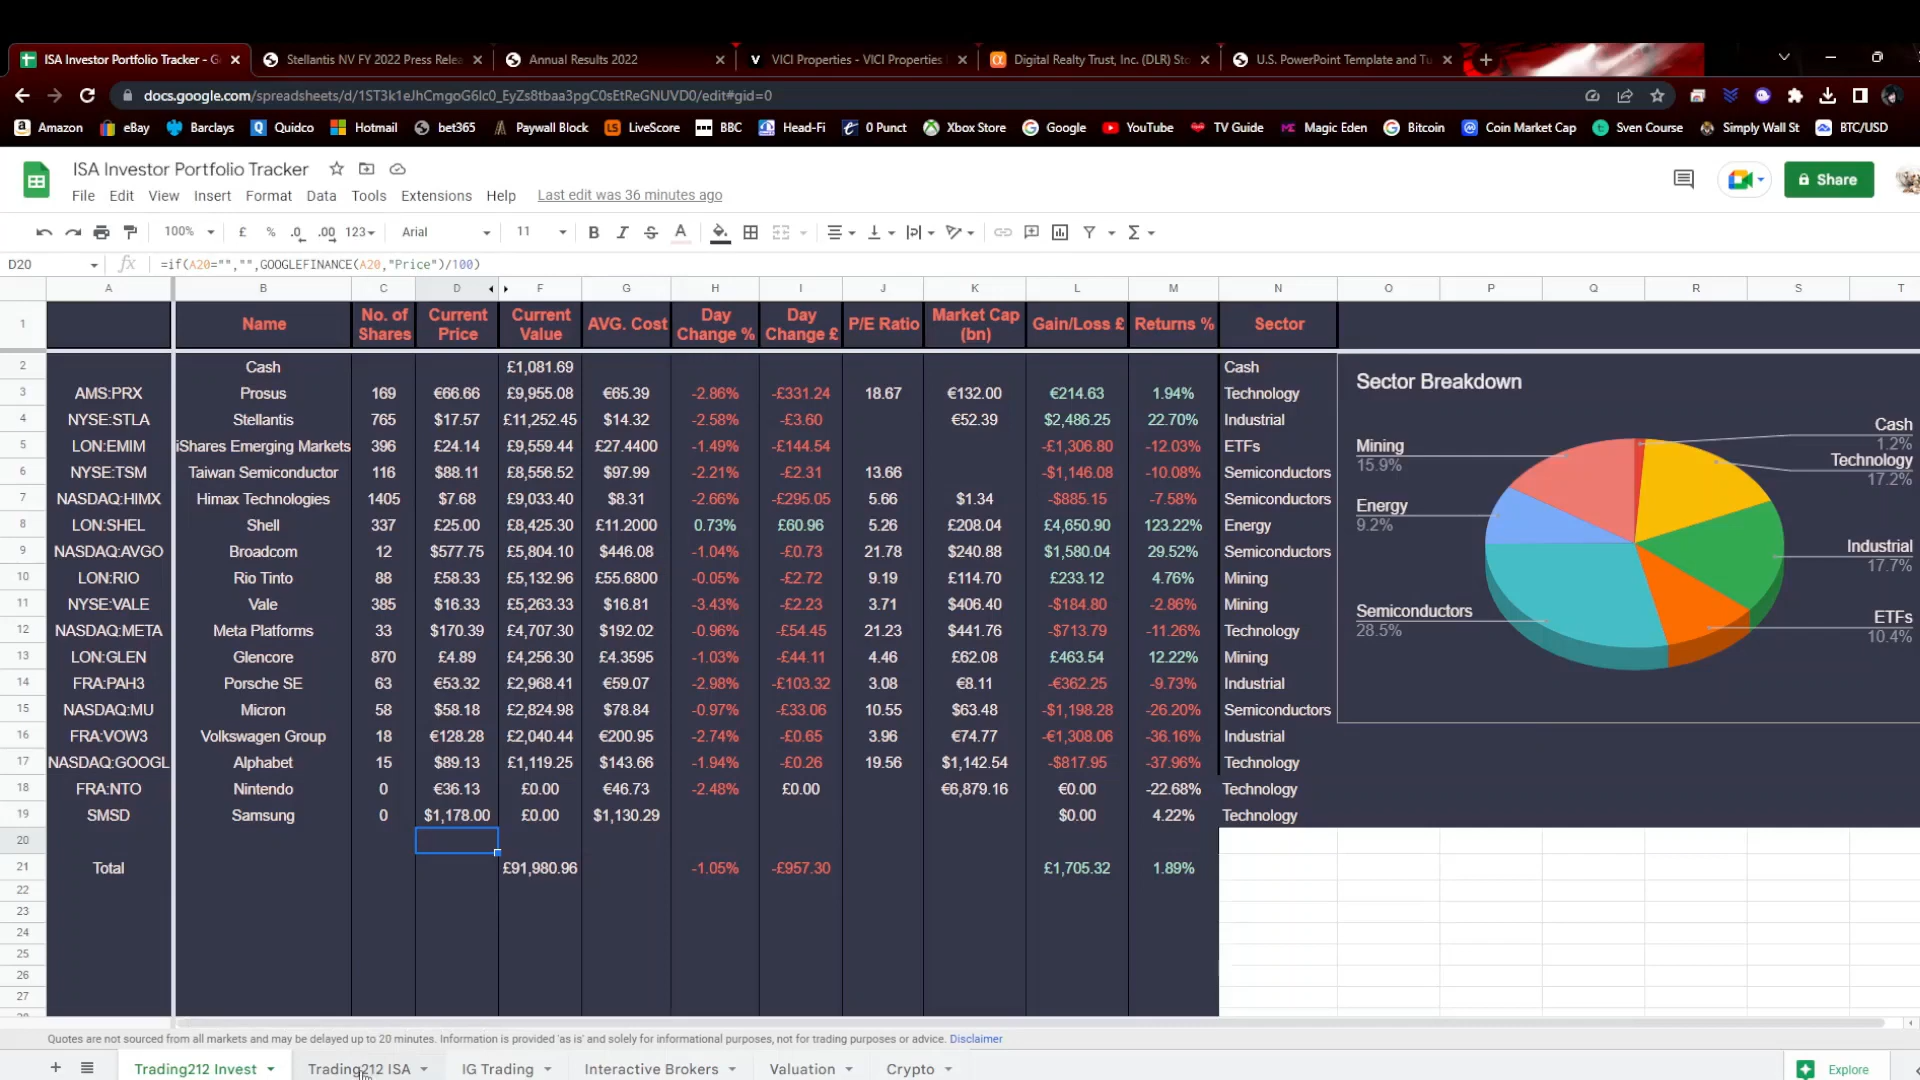 ISA Investor Portfolio Tracker - G
Stellantis NV FY 2022 Press Relea
Annual Results 2022
VICI Properties - VICI Properties
Digital Realty Trust, Inc. (DLR) Sto
U.S. PowerPoint Template and Tu
docs.google.com/spreadsheets/d/1ST3k1eJhCmgoG6lc0_EyZs8tbaa3pgC0sEtReGNUVD0/edit#gid=0
Amazon eBay Barclays Quidco Hotmail bet365 Paywall Block LiveScore BBC Head-Fi 0 Punct Xbox Store Google YouTube TV Guide Magic Eden Bitcoin Coin Market Cap Sven Course Simply Wall St BTC/USD
ISA Investor Portfolio Tracker
Share
File Edit View Insert Format Data Tools Extensions Help Last edit was 36 minutes ago
100% £ % .0 .00 123 Arial 11 B I S A
D20 fx =if(A20="","",GOOGLEFINANCE(A20,"Price")/100)
A B C D F G H I J K L M N O P Q R S T
1 Name No. of Shares Current Price Current Value AVG. Cost Day Change % Day Change £ P/E Ratio Market Cap (bn) Gain/Loss £ Returns % Sector
2 Cash £1,081.69 Cash
3 AMS:PRX Prosus 169 €66.66 £9,955.08 €65.39 -2.86% -£331.24 18.67 €132.00 €214.63 1.94% Technology
4 NYSE:STLA Stellantis 765 $17.57 £11,252.45 $14.32 -2.58% -£3.60 €52.39 $2,486.25 22.70% Industrial
5 LON:EMIM iShares Emerging Markets 396 $24.14 £9,559.44 £27.4400 -1.49% -£144.54 -£1,306.80 -12.03% ETFs
6 NYSE:TSM Taiwan Semiconductor 116 $88.11 £8,556.52 $97.99 -2.21% -£2.31 13.66 -$1,146.08 -10.08% Semiconductors
7 NASDAQ:HIMX Himax Technologies 1405 $7.68 £9,033.40 $8.31 -2.66% -£295.05 5.66 $1.34 -$885.15 -7.58% Semiconductors
8 LON:SHEL Shell 337 £25.00 £8,425.30 £11.2000 0.73% £60.96 5.26 £208.04 £4,650.90 123.22% Energy
9 NASDAQ:AVGO Broadcom 12 $577.75 £5,804.10 $446.08 -1.04% -£0.73 21.78 $240.88 $1,580.04 29.52% Semiconductors
10 LON:RIO Rio Tinto 88 £58.33 £5,132.96 £55.6800 -0.05% -£2.72 9.19 £114.70 £233.12 4.76% Mining
11 NYSE:VALE Vale 385 $16.33 £5,263.33 $16.81 -3.43% -£2.23 3.71 $406.40 -$184.80 -2.86% Mining
12 NASDAQ:META Meta Platforms 33 $170.39 £4,707.30 $192.02 -0.96% -£54.45 21.23 $441.76 -$713.79 -11.26% Technology
13 LON:GLEN Glencore 870 £4.89 £4,256.30 £4.3595 -1.03% -£44.11 4.46 £62.08 £463.54 12.22% Mining
14 FRA:PAH3 Porsche SE 63 €53.32 £2,968.41 €59.07 -2.98% -£103.32 3.08 €8.11 -€362.25 -9.73% Industrial
15 NASDAQ:MU Micron 58 $58.18 £2,824.98 $78.84 -0.97% -£33.06 10.55 $63.48 -$1,198.28 -26.20% Semiconductors
16 FRA:VOW3 Volkswagen Group 18 €128.28 £2,040.44 €200.95 -2.74% -£0.65 3.96 €74.77 -€1,308.06 -36.16% Industrial
17 NASDAQ:GOOGL Alphabet 15 $89.13 £1,119.25 $143.66 -1.94% -£0.26 19.56 $1,142.54 -$817.95 -37.96% Technology
18 FRA:NTO Nintendo 0 €36.13 £0.00 €46.73 -2.48% £0.00 €6,879.16 €0.00 -22.68% Technology
19 SMSD Samsung 0 $1,178.00 £0.00 $1,130.29 $0.00 4.22% Technology
20
21 Total £91,980.96 -1.05% -£957.30 £1,705.32 1.89%
22
23
24
25
26
27
Sector Breakdown
Cash
1.2%
Mining
15.9%
Technology
17.2%
Energy
9.2%
Industrial
17.7%
Semiconductors
28.5%
ETFs
10.4%
Quotes are not sourced from all markets and may be delayed up to 20 minutes. Information is provided 'as is' and solely for informational purposes, not for trading purposes or advice. Disclaimer
Trading212 Invest Trading212 ISA IG Trading Interactive Brokers Valuation Crypto Explore